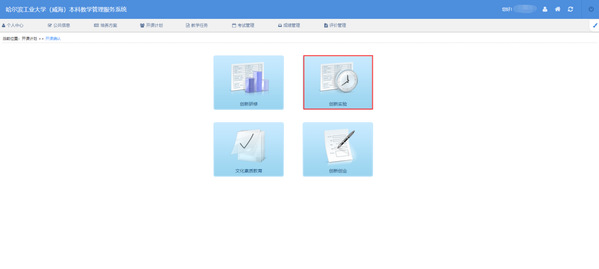 哈尔滨工业大学（威海）本科教学管理服务系统
个人中心 公共信息 培养方案 开课计划 教学任务 考试管理 成绩管理 评价管理
当前位置：开课计划 >> 开课确认
创新研修 创新实验
文化素质教育 创新创业